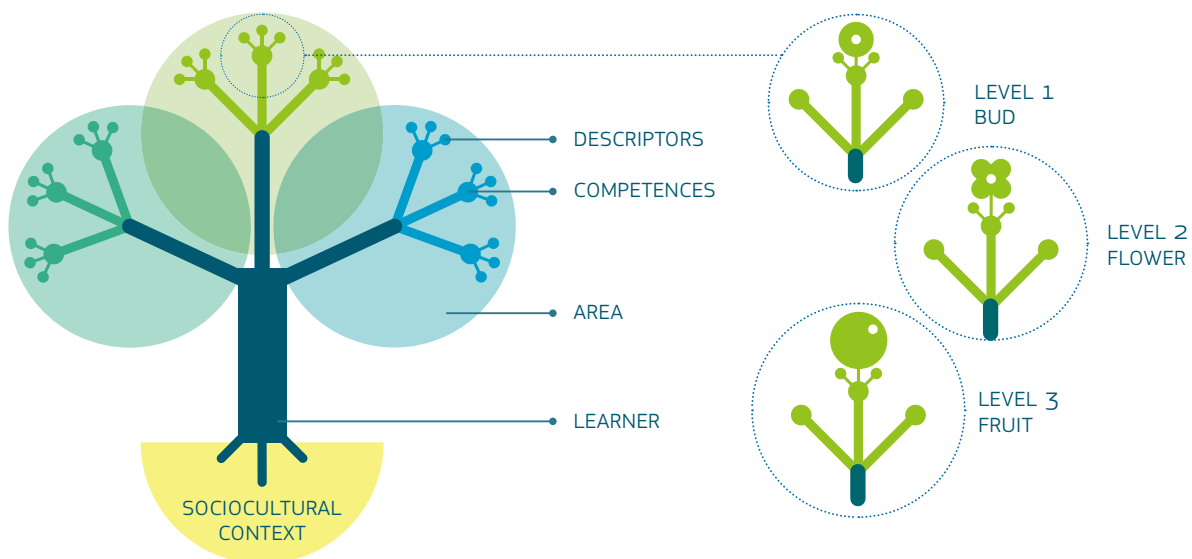 DESCRIPTORS
COMPETENCES
AREA
LEARNER
SOCIOCULTURAL
CONTEXT
LEVEL 1
BUD
LEVEL 2
FLOWER
LEVEL 3
FRUIT